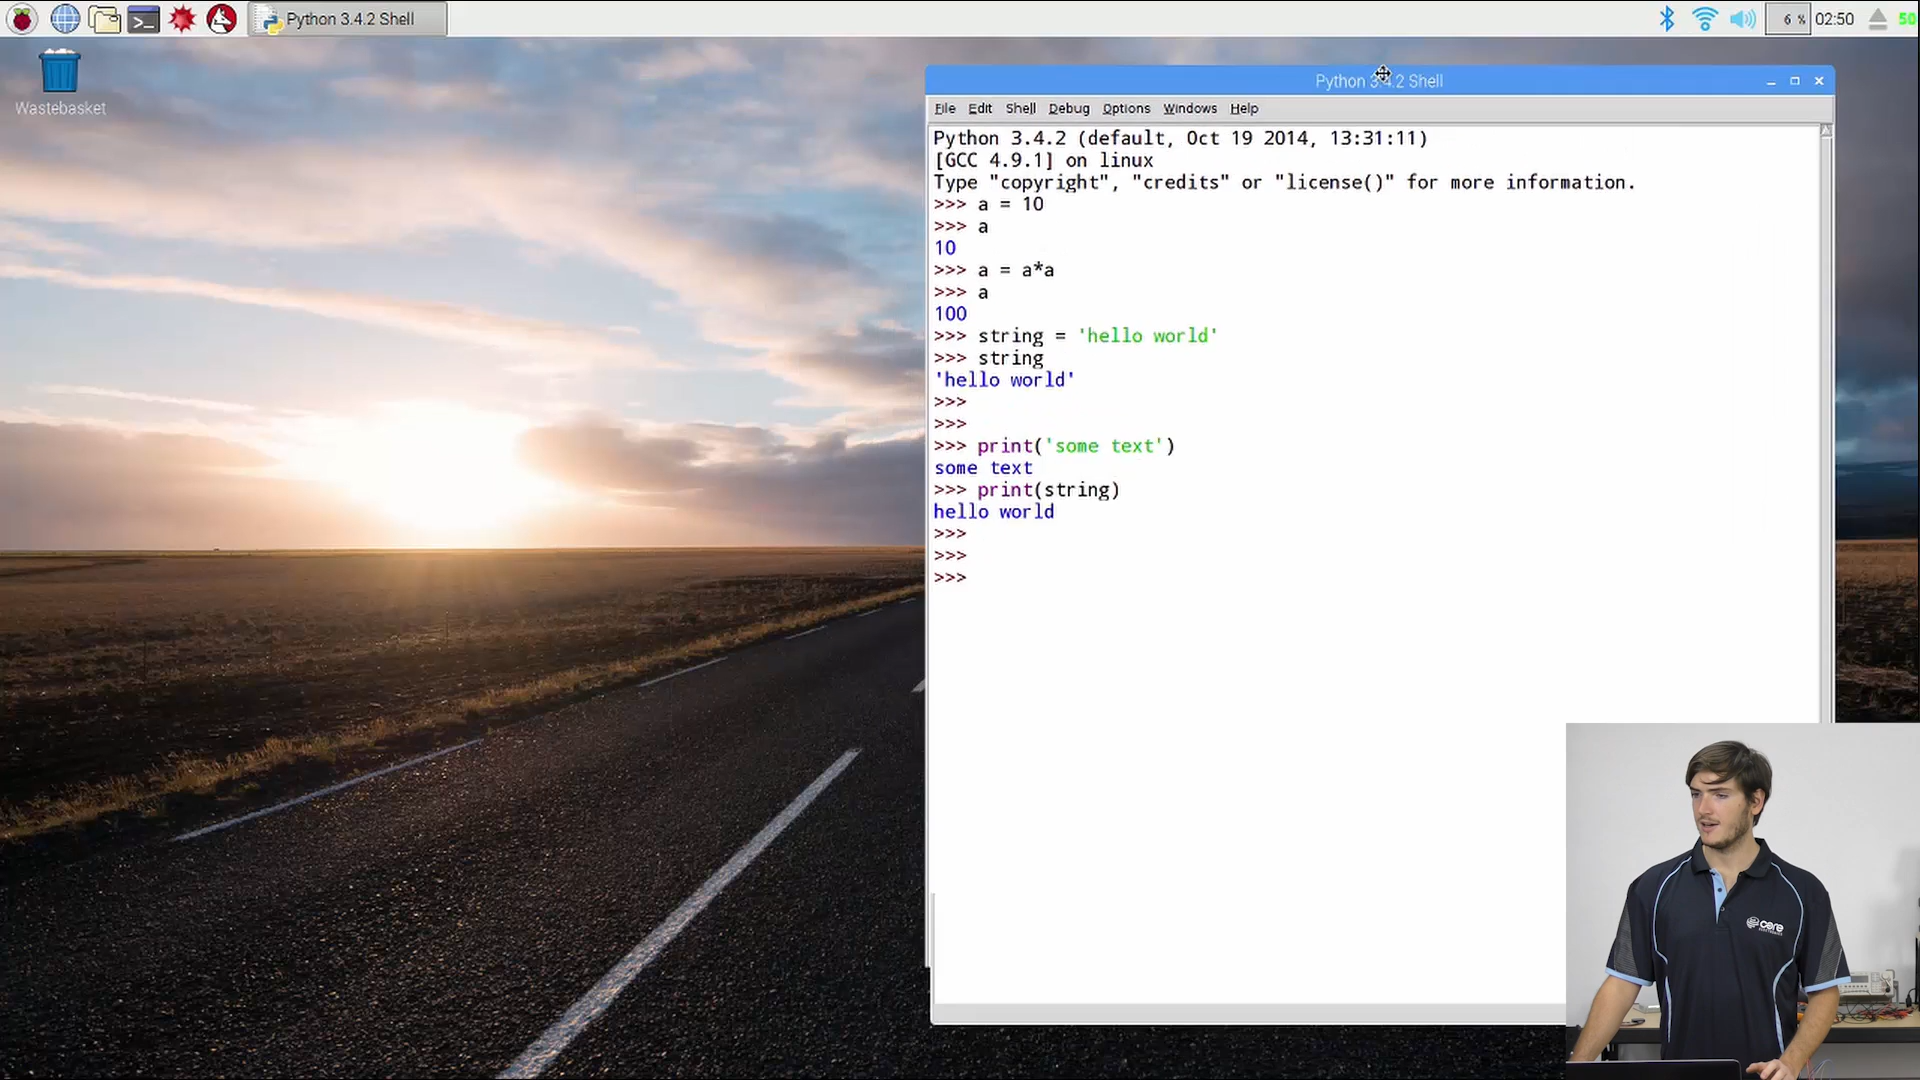 Python 3.4.2 Shell
6 %
02:50
50
Wastebasket
Python 3.4.2 Shell
File Edit Shell Debug Options Windows Help
Python 3.4.2 (default, Oct 19 2014, 13:31:11)
[GCC 4.9.1] on linux
Type "copyright", "credits" or "license()" for more information.
>>> a = 10
>>> a
10
>>> a = a*a
>>> a
100
>>> string = 'hello world'
>>> string
'hello world'
>>>
>>>
>>> print('some text')
some text
>>> print(string)
hello world
>>>
>>>
>>>
core
ELECTRONICS